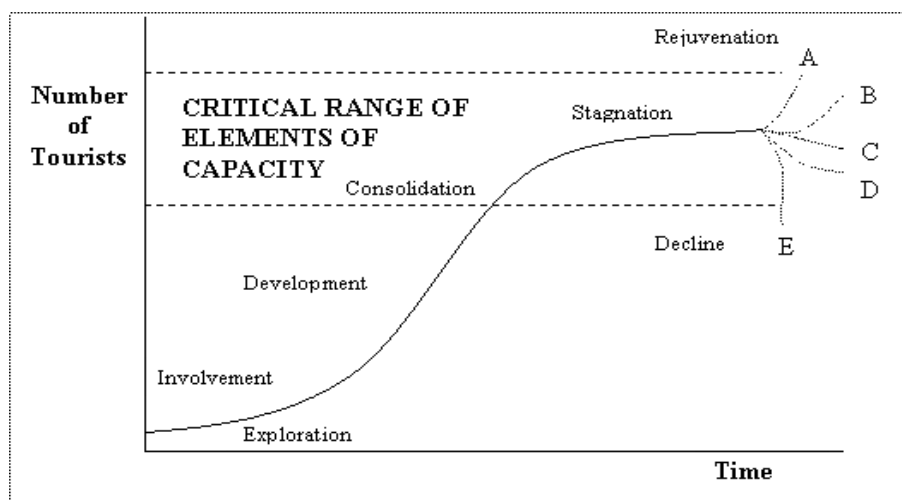 Rejuvenation
A
Number
of
Tourists
B
CRITICAL RANGE OF
ELEMENTS OF
CAPACITY
Stagnation
C
Consolidation
D
Decline
E
Development
Involvement
Exploration
Time